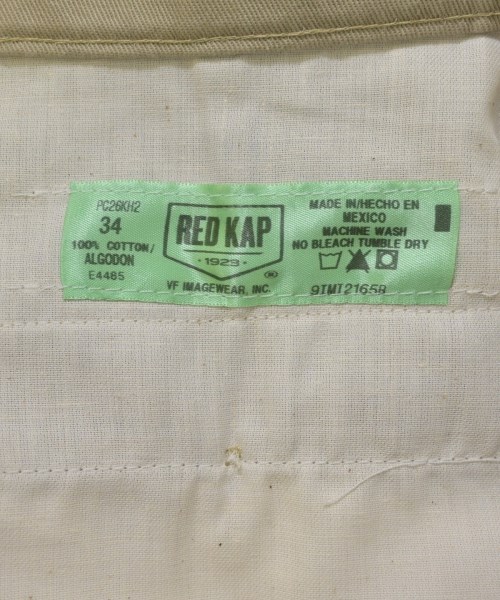 PC26KH2
34
100% COTTON/
ALGODON
E4485
RED KAP
·1923·
®
VF IMAGEWEAR, INC.
MADE IN/HECHO EN
MEXICO
MACHINE WASH
NO BLEACH TUMBLE DRY